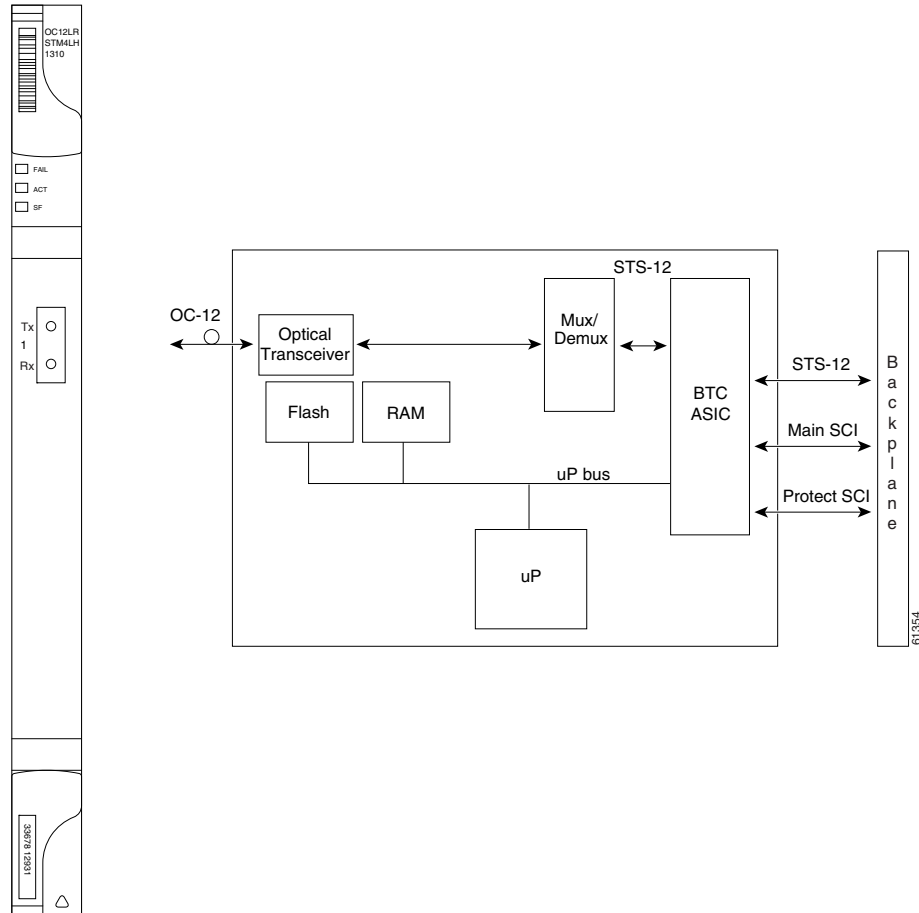 OC12LR
STM4LH
1310
FAIL
ACT
SF
Tx
1
Rx
33678 12931
OC-12
Optical
Transceiver
Flash
RAM
uP bus
uP
STS-12
Mux/
Demux
BTC
ASIC
STS-12
Main SCI
Protect SCI
Backplane
61354